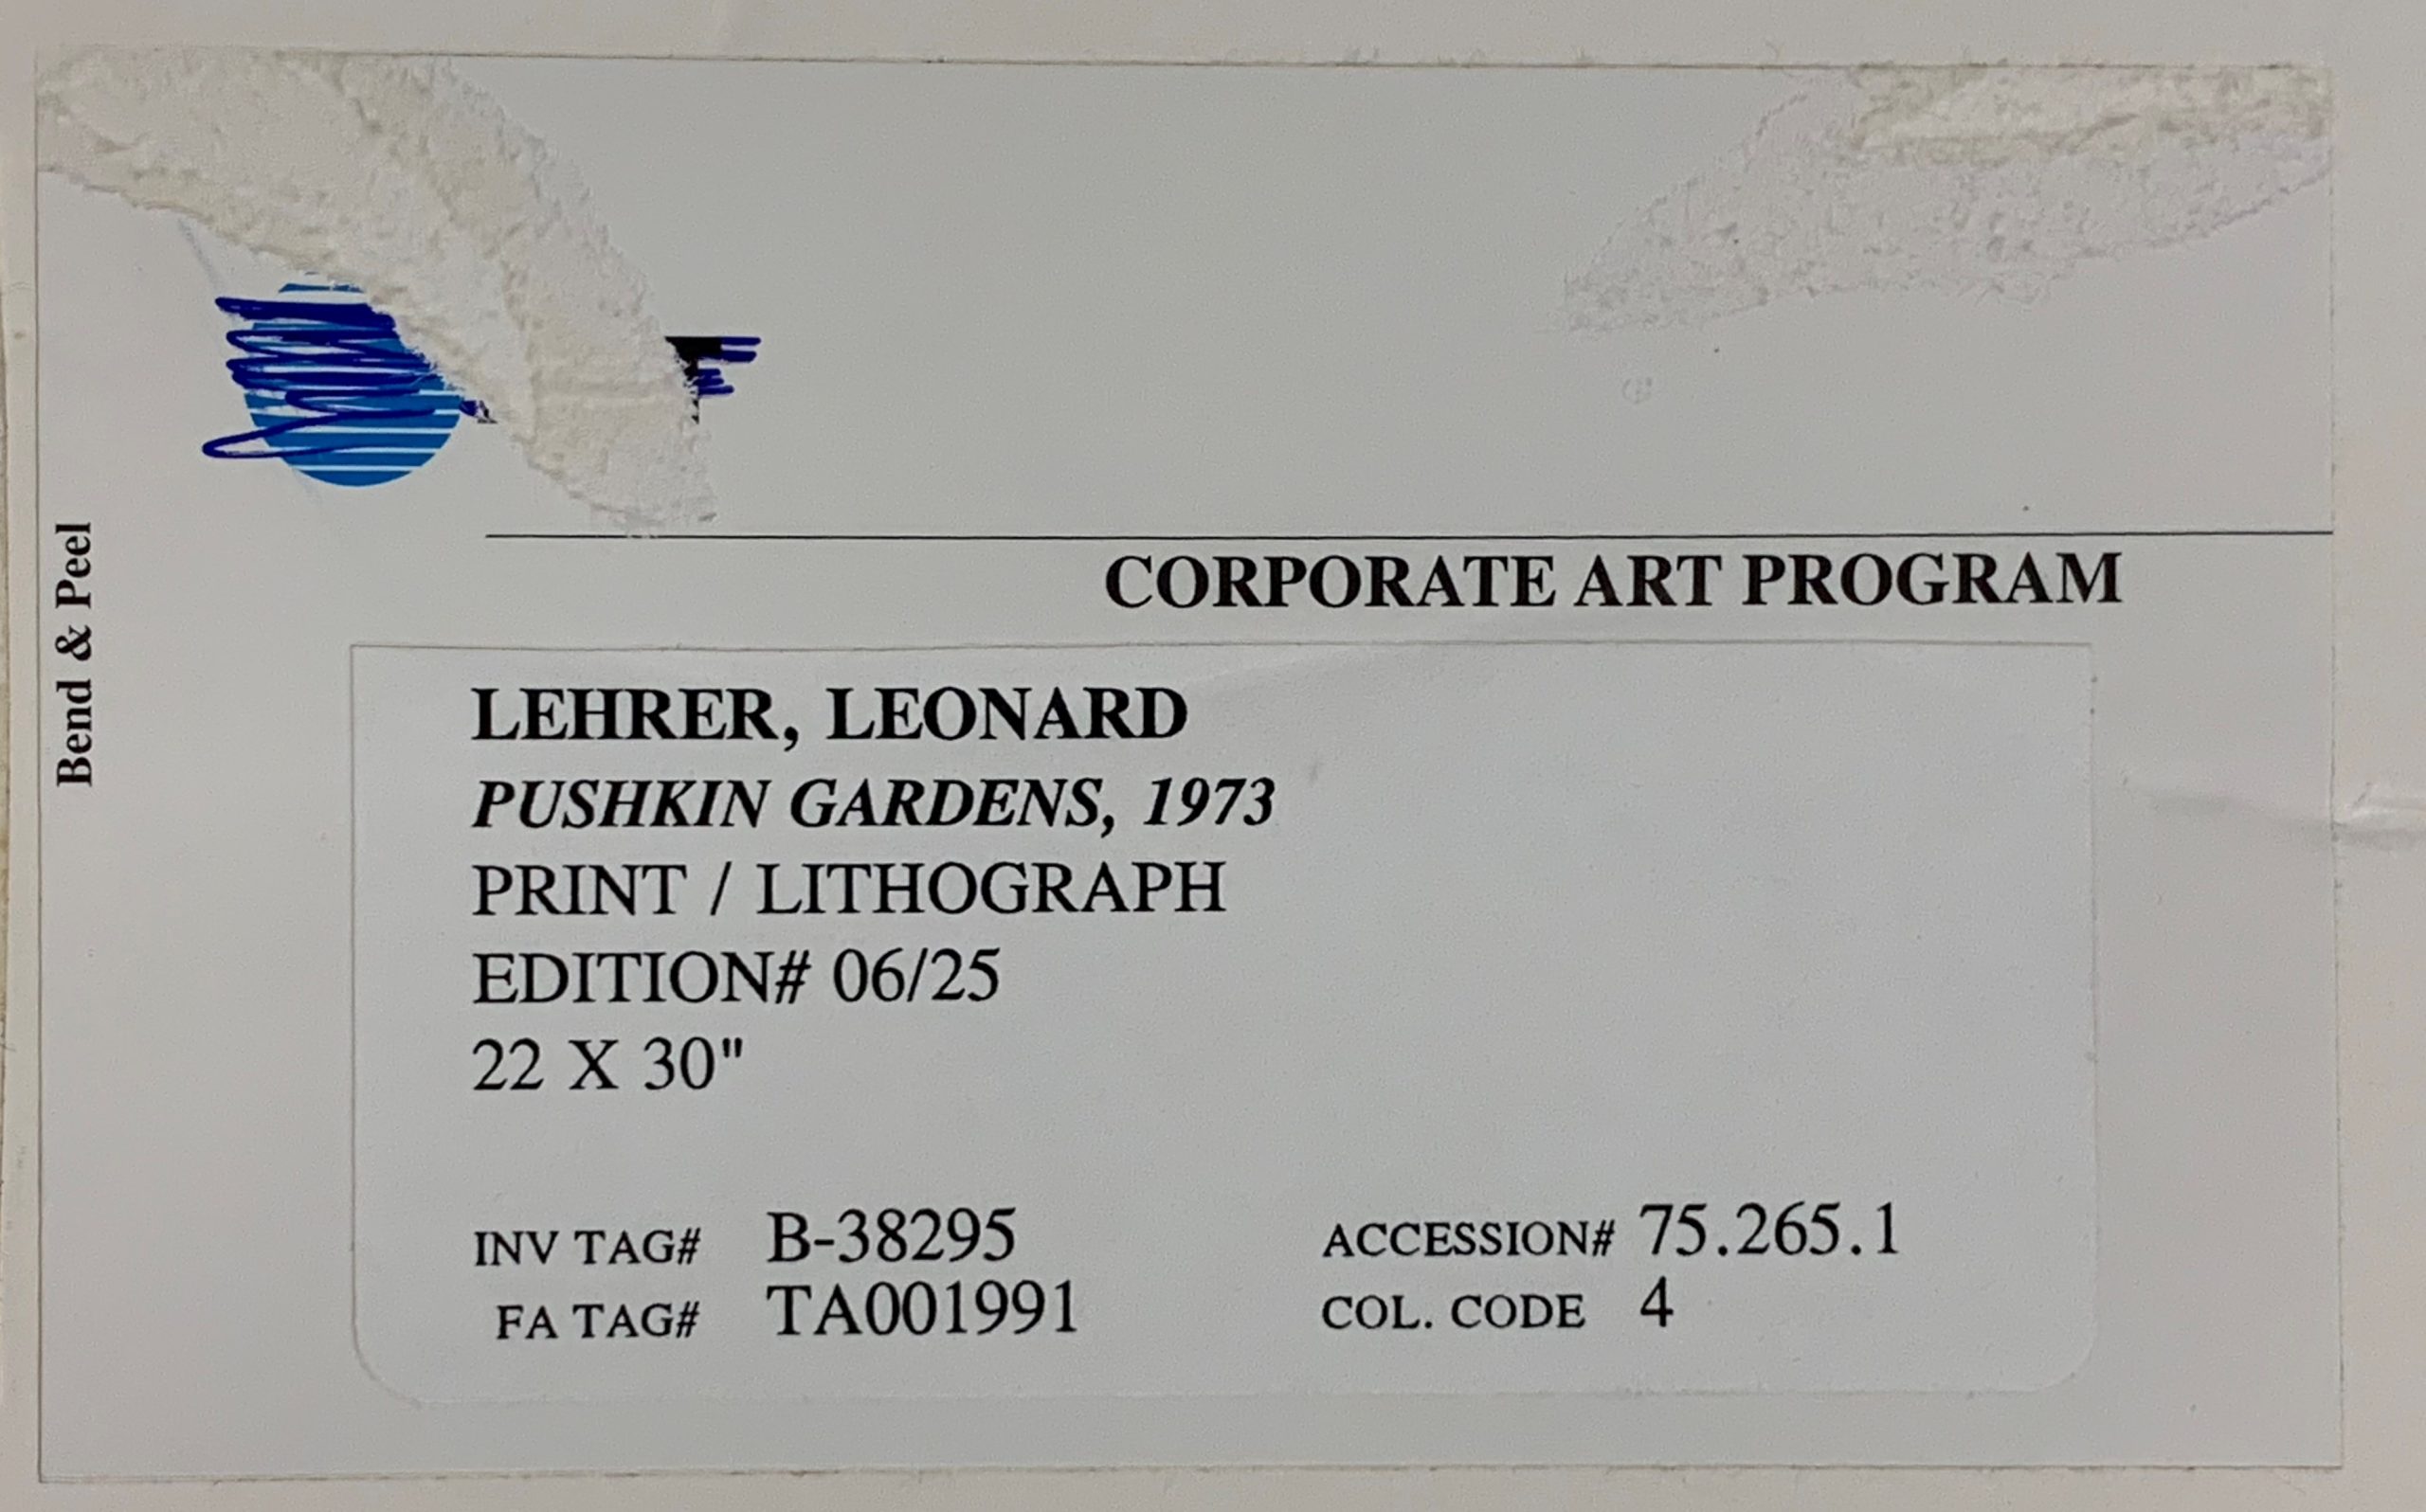 Bend & Peel
CORPORATE ART PROGRAM
LEHRER, LEONARD
PUSHKIN GARDENS, 1973
PRINT / LITHOGRAPH
EDITION# 06/25
22 X 30"
INV TAG# B-38295 ACCESSION# 75.265.1
FA TAG# TA001991 COL. CODE 4